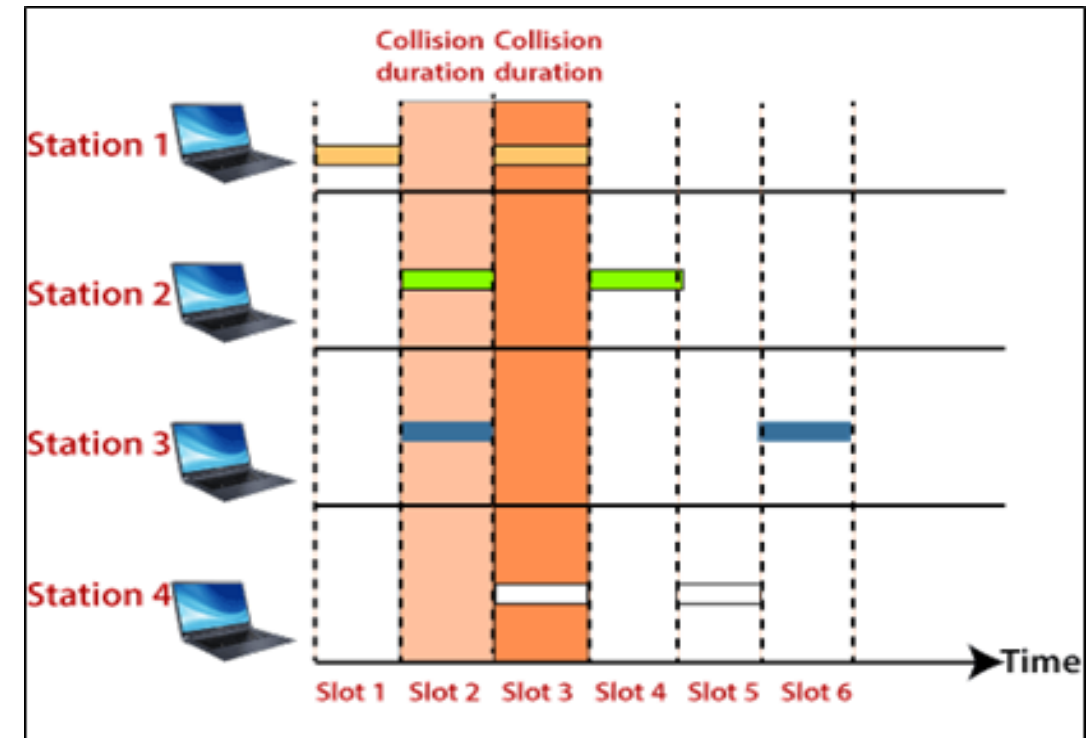 Collision Collision
duration duration
Station 1
Station 2
Station 3
Station 4
Time
Slot 1 Slot 2 Slot 3 Slot 4 Slot 5 Slot 6